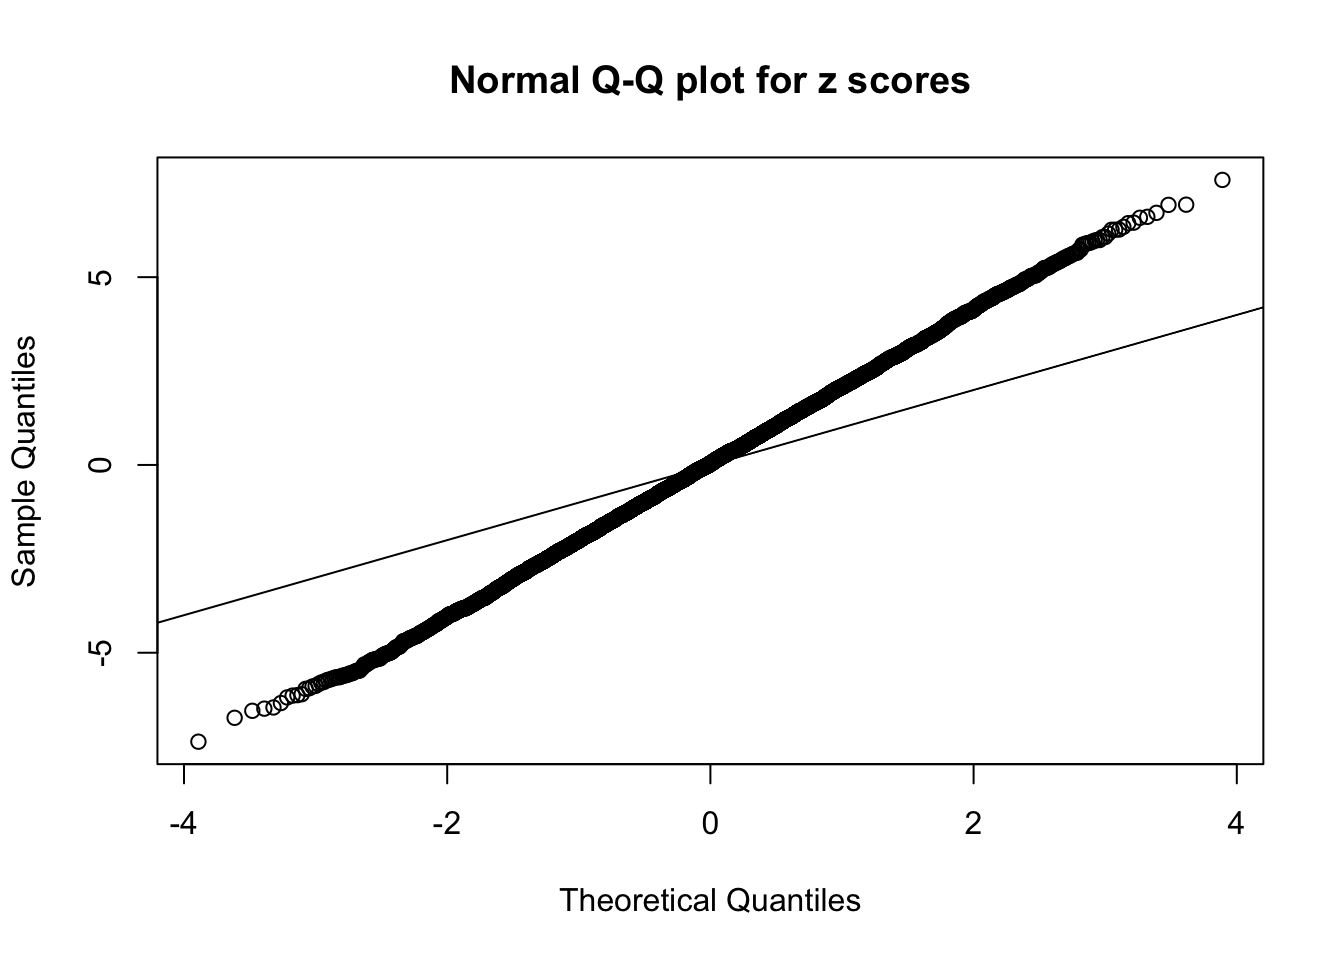 Normal Q-Q plot for z scores
Sample Quantiles
5
0
-5
-4 -2 0 2 4
Theoretical Quantiles